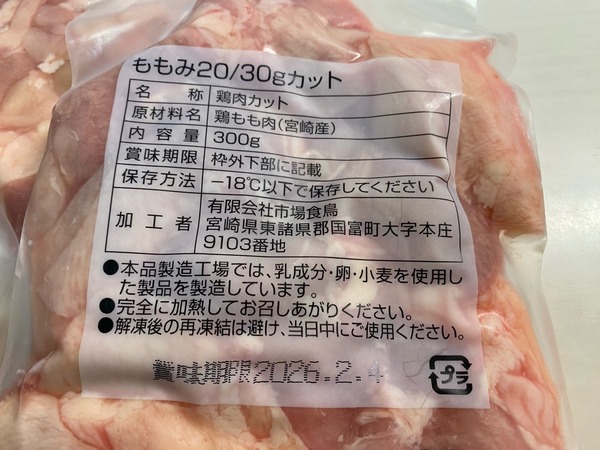 ももみ20/30gカット
名称 鶏肉カット
原材料名 鶏もも肉(宮崎産)
内容量 300g
賞味期限 枠外下部に記載
保存方法 −18℃以下で保存してください
加工者 有限会社市場食鳥
宮崎県東諸県郡国富町大字本庄
9103番地
●本品製造工場では、乳成分・卵・小麦を使用し
た製品を製造しています。
●完全に加熱してお召しあがりください。
●解凍後の再凍結は避け、当日中にご使用ください。
賞味期限2026.2.4
プラ